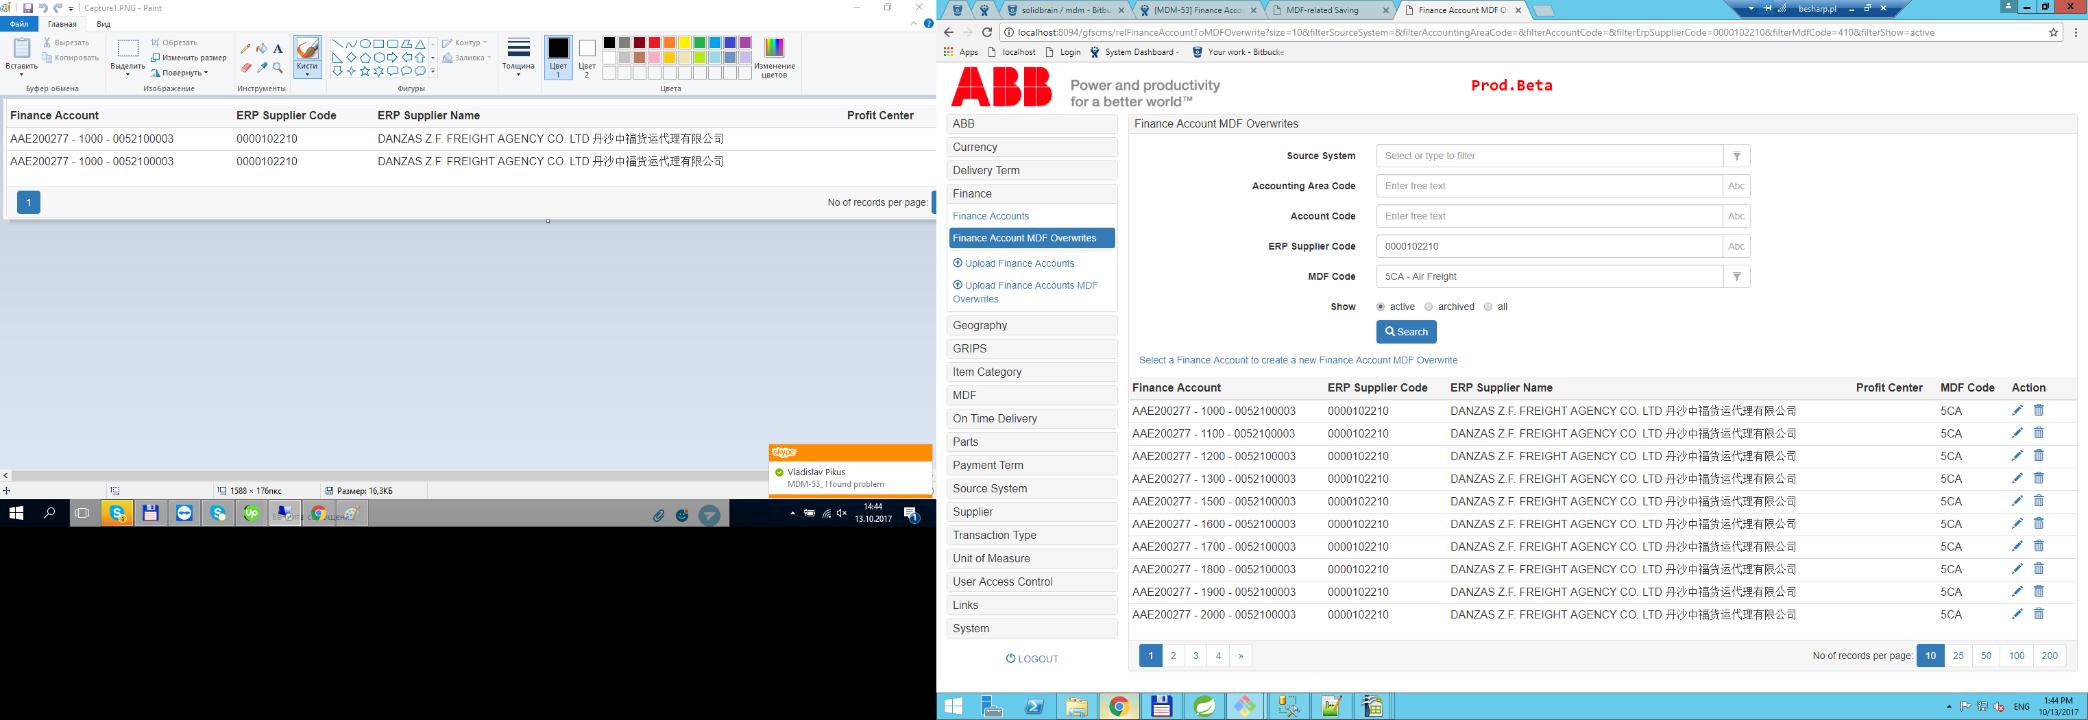 Capture1.PNG - Paint
Файл Главная Вид
Вставить
Вырезать
Копировать
Буфер обмена
Выделить
Обрезать
Изменить размер
Повернуть
Изображение
Инструменты
Кисти
Контур
Заливка
Фигуры
Толщина
Цвет 1
Цвет 2
Изменение цветов
Цвета
Finance Account ERP Supplier Code ERP Supplier Name Profit Center
AAE200277 - 1000 - 0052100003 0000102210 DANZAS Z.F. FREIGHT AGENCY CO. LTD 丹沙中福货运代理有限公司
AAE200277 - 1000 - 0052100003 0000102210 DANZAS Z.F. FREIGHT AGENCY CO. LTD 丹沙中福货运代理有限公司
1 No of records per page:
skype
Vladislav Pikus
MDM-53_ I found problem
1588 × 176пкс Размер: 16,3КБ
14:44
13.10.2017
solidbrain / mdm - Bitbu [MDM-53] Finance Acco MDF-related Saving Finance Account MDF O besharp.pl
localhost:8094/gfscms/relFinanceAccountToMDFOverwrite?size=10&filterSourceSystem=&filterAccountingAreaCode=&filterAccountCode=&filterErpSupplierCode=0000102210&filterMdfCode=410&filterShow=active
Apps localhost Login System Dashboard - Your work - Bitbucke
ABB Power and productivity
for a better world™
Prod.Beta
ABB
Currency
Delivery Term
Finance
Finance Accounts
Finance Account MDF Overwrites
Upload Finance Accounts
Upload Finance Accounts MDF
Overwrites
Geography
GRIPS
Item Category
MDF
On Time Delivery
Parts
Payment Term
Source System
Supplier
Transaction Type
Unit of Measure
User Access Control
Links
System
LOGOUT
Finance Account MDF Overwrites
Source System Select or type to filter
Accounting Area Code Enter free text Abc
Account Code Enter free text Abc
ERP Supplier Code 0000102210 Abc
MDF Code 5CA - Air Freight
Show active archived all
Search
Select a Finance Account to create a new Finance Account MDF Overwrite
Finance Account ERP Supplier Code ERP Supplier Name Profit Center MDF Code Action
AAE200277 - 1000 - 0052100003 0000102210 DANZAS Z.F. FREIGHT AGENCY CO. LTD 丹沙中福货运代理有限公司 5CA
AAE200277 - 1100 - 0052100003 0000102210 DANZAS Z.F. FREIGHT AGENCY CO. LTD 丹沙中福货运代理有限公司 5CA
AAE200277 - 1200 - 0052100003 0000102210 DANZAS Z.F. FREIGHT AGENCY CO. LTD 丹沙中福货运代理有限公司 5CA
AAE200277 - 1300 - 0052100003 0000102210 DANZAS Z.F. FREIGHT AGENCY CO. LTD 丹沙中福货运代理有限公司 5CA
AAE200277 - 1500 - 0052100003 0000102210 DANZAS Z.F. FREIGHT AGENCY CO. LTD 丹沙中福货运代理有限公司 5CA
AAE200277 - 1600 - 0052100003 0000102210 DANZAS Z.F. FREIGHT AGENCY CO. LTD 丹沙中福货运代理有限公司 5CA
AAE200277 - 1700 - 0052100003 0000102210 DANZAS Z.F. FREIGHT AGENCY CO. LTD 丹沙中福货运代理有限公司 5CA
AAE200277 - 1800 - 0052100003 0000102210 DANZAS Z.F. FREIGHT AGENCY CO. LTD 丹沙中福货运代理有限公司 5CA
AAE200277 - 1900 - 0052100003 0000102210 DANZAS Z.F. FREIGHT AGENCY CO. LTD 丹沙中福货运代理有限公司 5CA
AAE200277 - 2000 - 0052100003 0000102210 DANZAS Z.F. FREIGHT AGENCY CO. LTD 丹沙中福货运代理有限公司 5CA
1 2 3 4 » No of records per page: 10 25 50 100 200
ENG
1:44 PM
10/13/2017